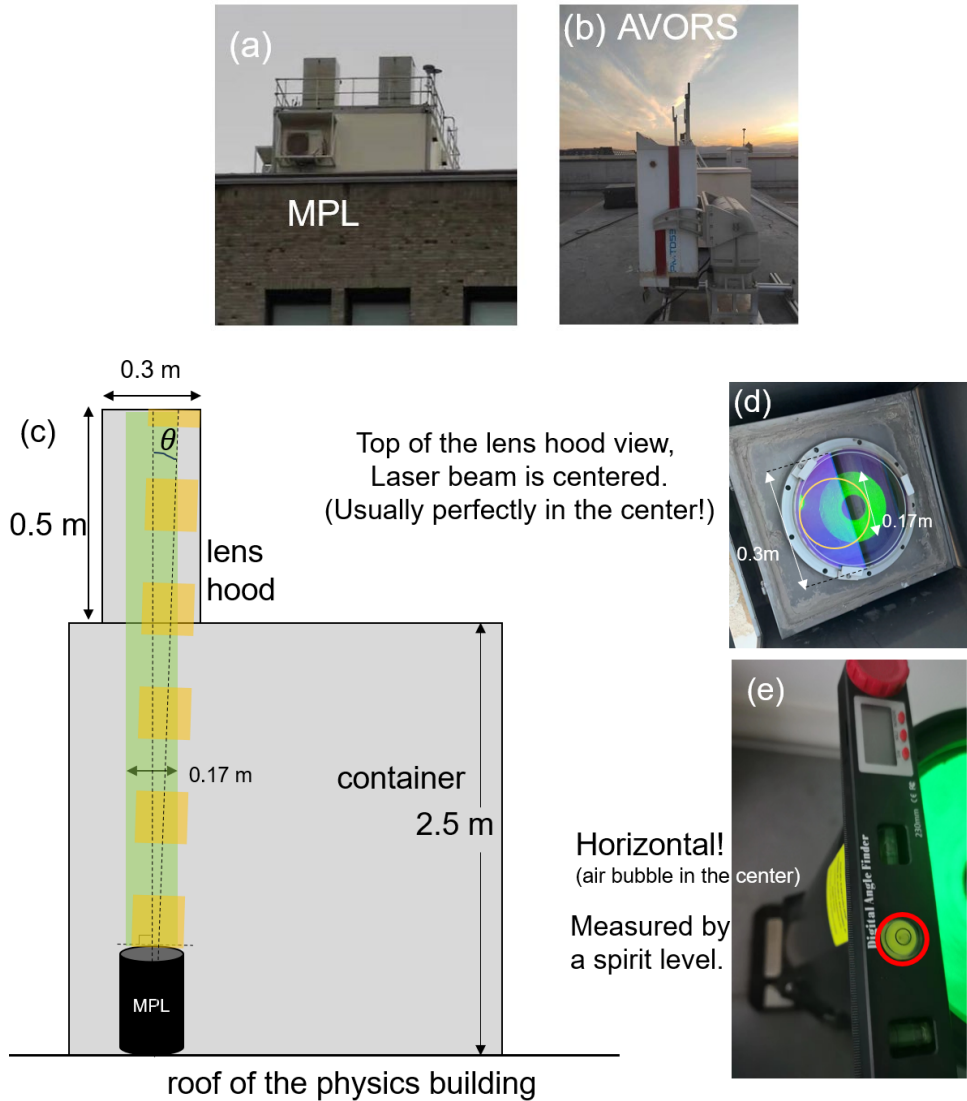 (a)
MPL
(b) AVORS
0.3 m
(c)
θ
0.5 m
lens
hood
Top of the lens hood view,
Laser beam is centered.
(Usually perfectly in the center!)
(d)
0.17m
0.3m
0.17 m
container
2.5 m
MPL
roof of the physics building
(e)
Horizontal!
(air bubble in the center)
Measured by
a spirit level.
230mm CE
Digital Angle Finder